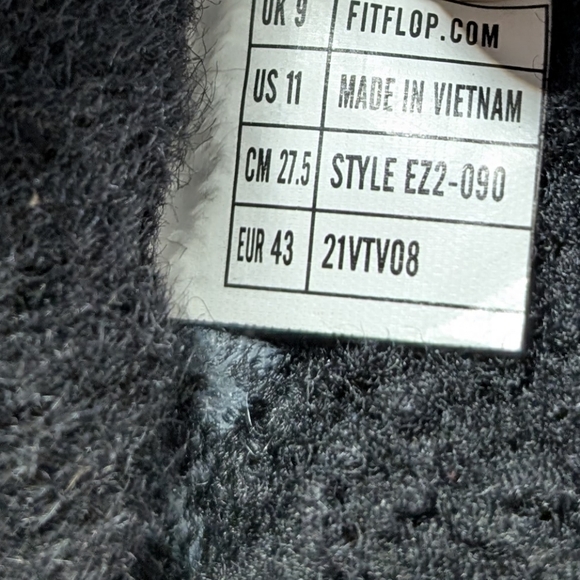 UK 9 FITFLOP.COM
US 11 MADE IN VIETNAM
CM 27.5 STYLE EZ2-090
EUR 43 21VTV08